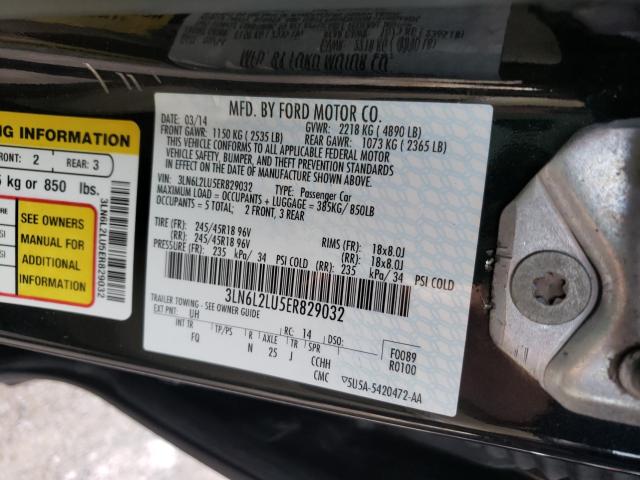 MFD. BY FORD MOTOR CO.
DATE: 03/14 GVWR: 2218 KG ( 4890 LB)
FRONT GAWR: 1150 KG ( 2535 LB) REAR GAWR: 1073 KG ( 2365 LB)
THIS VEHICLE CONFORMS TO ALL APPLICABLE FEDERAL MOTOR
VEHICLE SAFETY, BUMPER, AND THEFT PREVENTION STANDARDS
IN EFFECT ON THE DATE OF MANUFACTURE SHOWN ABOVE
VIN: 3LN6L2LU5ER829032 TYPE: Passenger Car
MAXIMUM LOAD = OCCUPANTS + LUGGAGE = 385KG/850LB
OCCUPANTS = 5 TOTAL; 2 FRONT, 3 REAR
TIRE (FR): 245/45R18 96V RIMS (FR): 18x8.0J
(RR): 245/45R18 96V (RR): 18x8.0J
PRESSURE (FR): 235 kPa/ 34 PSI COLD (RR): 235 kPa/ 34 PSI COLD
3LN6L2LU5ER829032
TRAILER TOWING - SEE OWNER GUIDE
EXT PNT: UH RC: 14 DSO: F0089
INT TR TP/PS R AXLE TR SPR R0100
FQ N 25 J CCHH
CMC 5USA-5420472-AA
NG INFORMATION
FRONT: 2 REAR: 3
5 kg or 850 lbs.
SEE OWNERS
MANUAL FOR
ADDITIONAL
INFORMATION
3LN6L2LU5ER829032